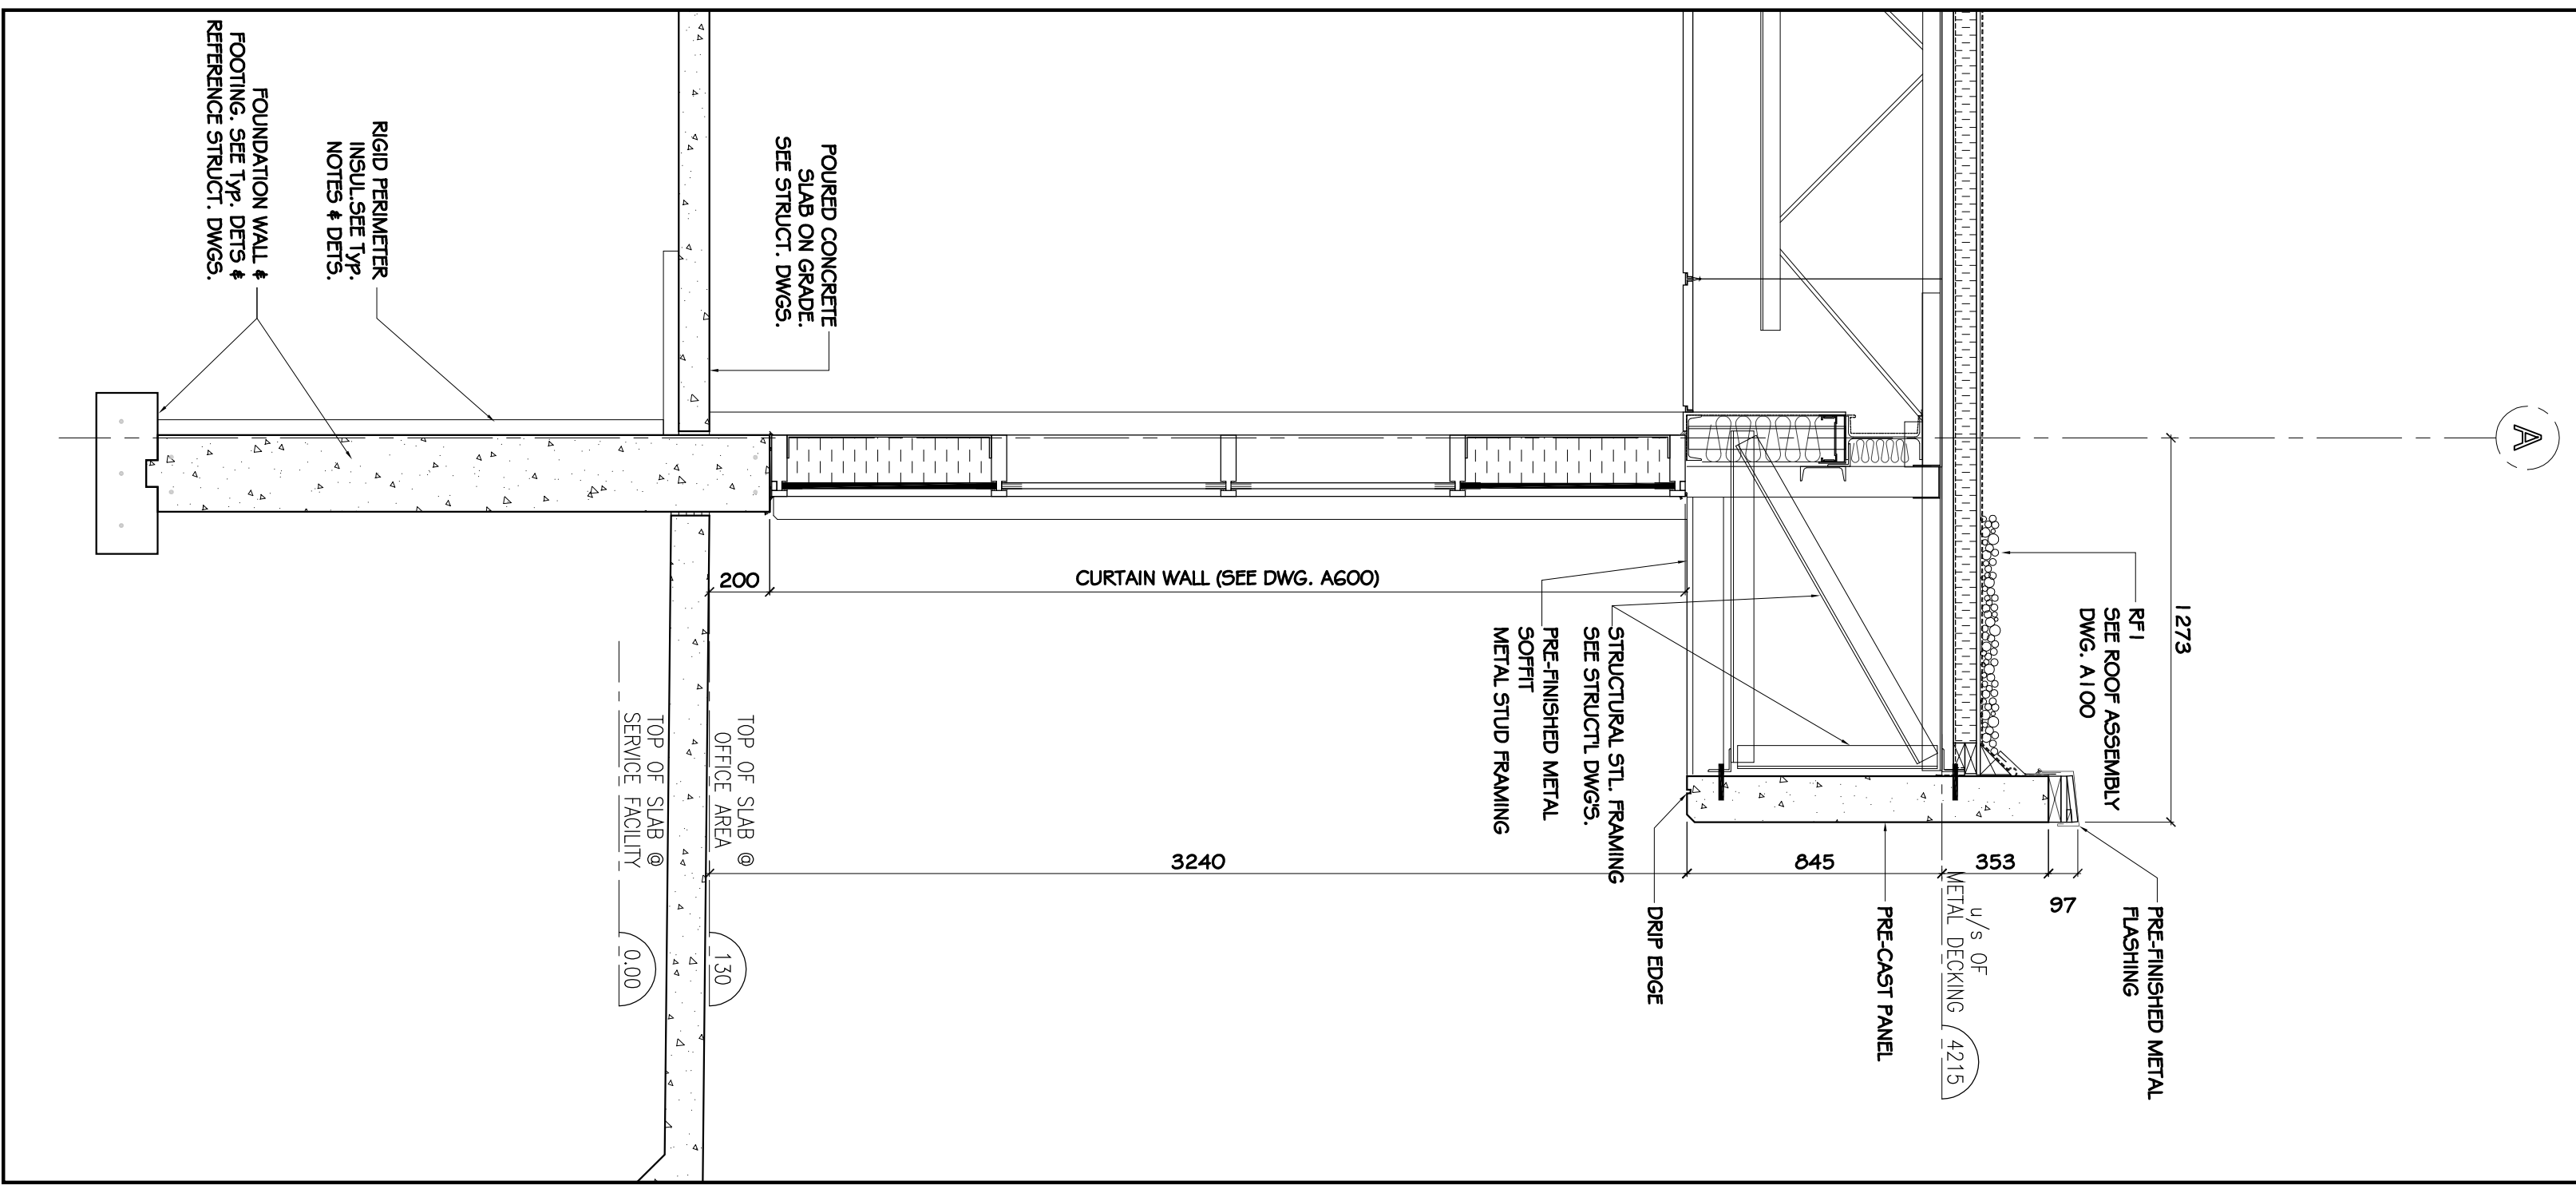 A
1273
RF1
SEE ROOF ASSEMBLY
DWG. A100
PRE-FINISHED METAL
FLASHING
97
353
845
3240
u/s OF
METAL DECKING
4215
PRE-CAST PANEL
DRIP EDGE
STRUCTURAL STL. FRAMING
SEE STRUCT'L DWG'S.
PRE-FINISHED METAL
SOFFIT
METAL STUD FRAMING
CURTAIN WALL (SEE DWG. A600)
200
POURED CONCRETE
SLAB ON GRADE.
SEE STRUCT. DWGS.
TOP OF SLAB @
OFFICE AREA
130
TOP OF SLAB @
SERVICE FACILITY
0.00
RIGID PERIMETER
INSUL.SEE TYP.
NOTES & DETS.
FOUNDATION WALL &
FOOTING. SEE TYP. DETS &
REFERENCE STRUCT. DWGS.